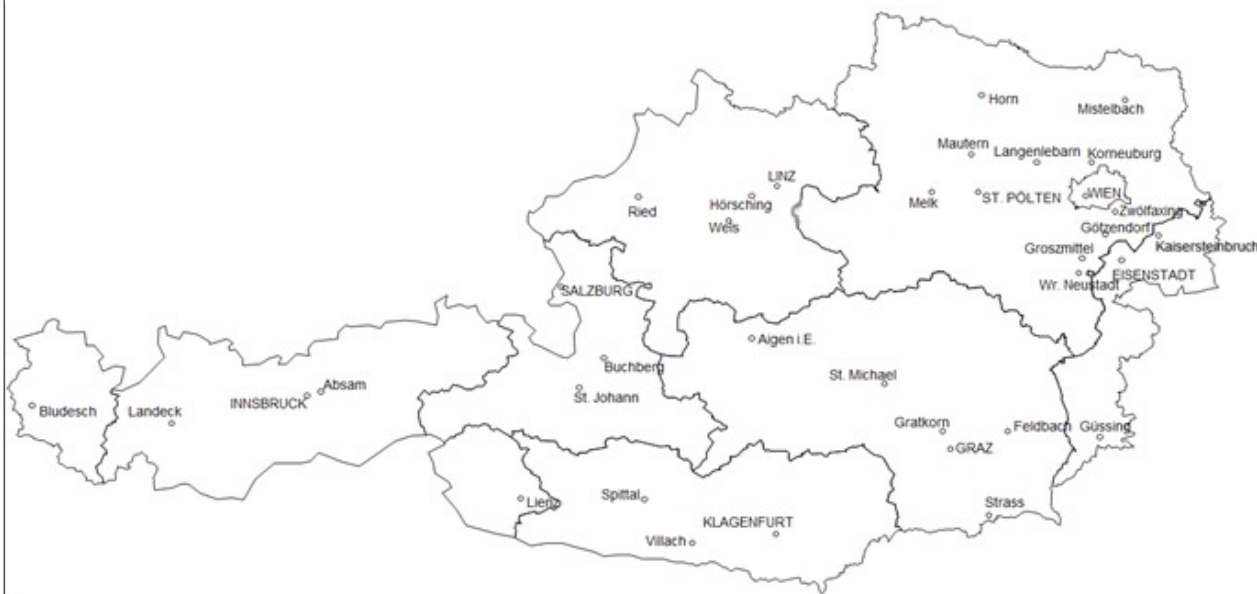 Horn
Mistelbach
Mautern
Langenlebarn
Korneuburg
LINZ
Ried
Hörsching
Wels
Melk
ST. PÖLTEN
WIEN
Zwölfaxing
Götzendorf
Kaisersteinbruch
Groszmittel
EISENSTADT
Wr. Neustadt
SALZBURG
Aigen i.E.
Buchberg
St. Michael
Absam
St. Johann
INNSBRUCK
Bludesch
Landeck
Gratkorn
Feldbach
Güssing
GRAZ
Lienz
Spittal
Strass
KLAGENFURT
Villach